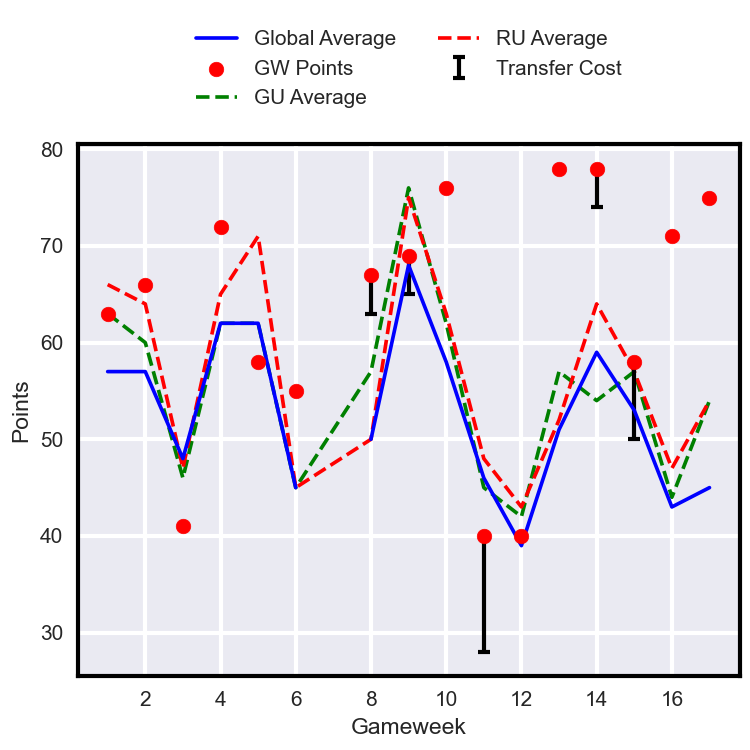 Global Average
GW Points
GU Average
RU Average
Transfer Cost
80
70
60
50
40
30
Points
2 4 6 8 10 12 14 16
Gameweek